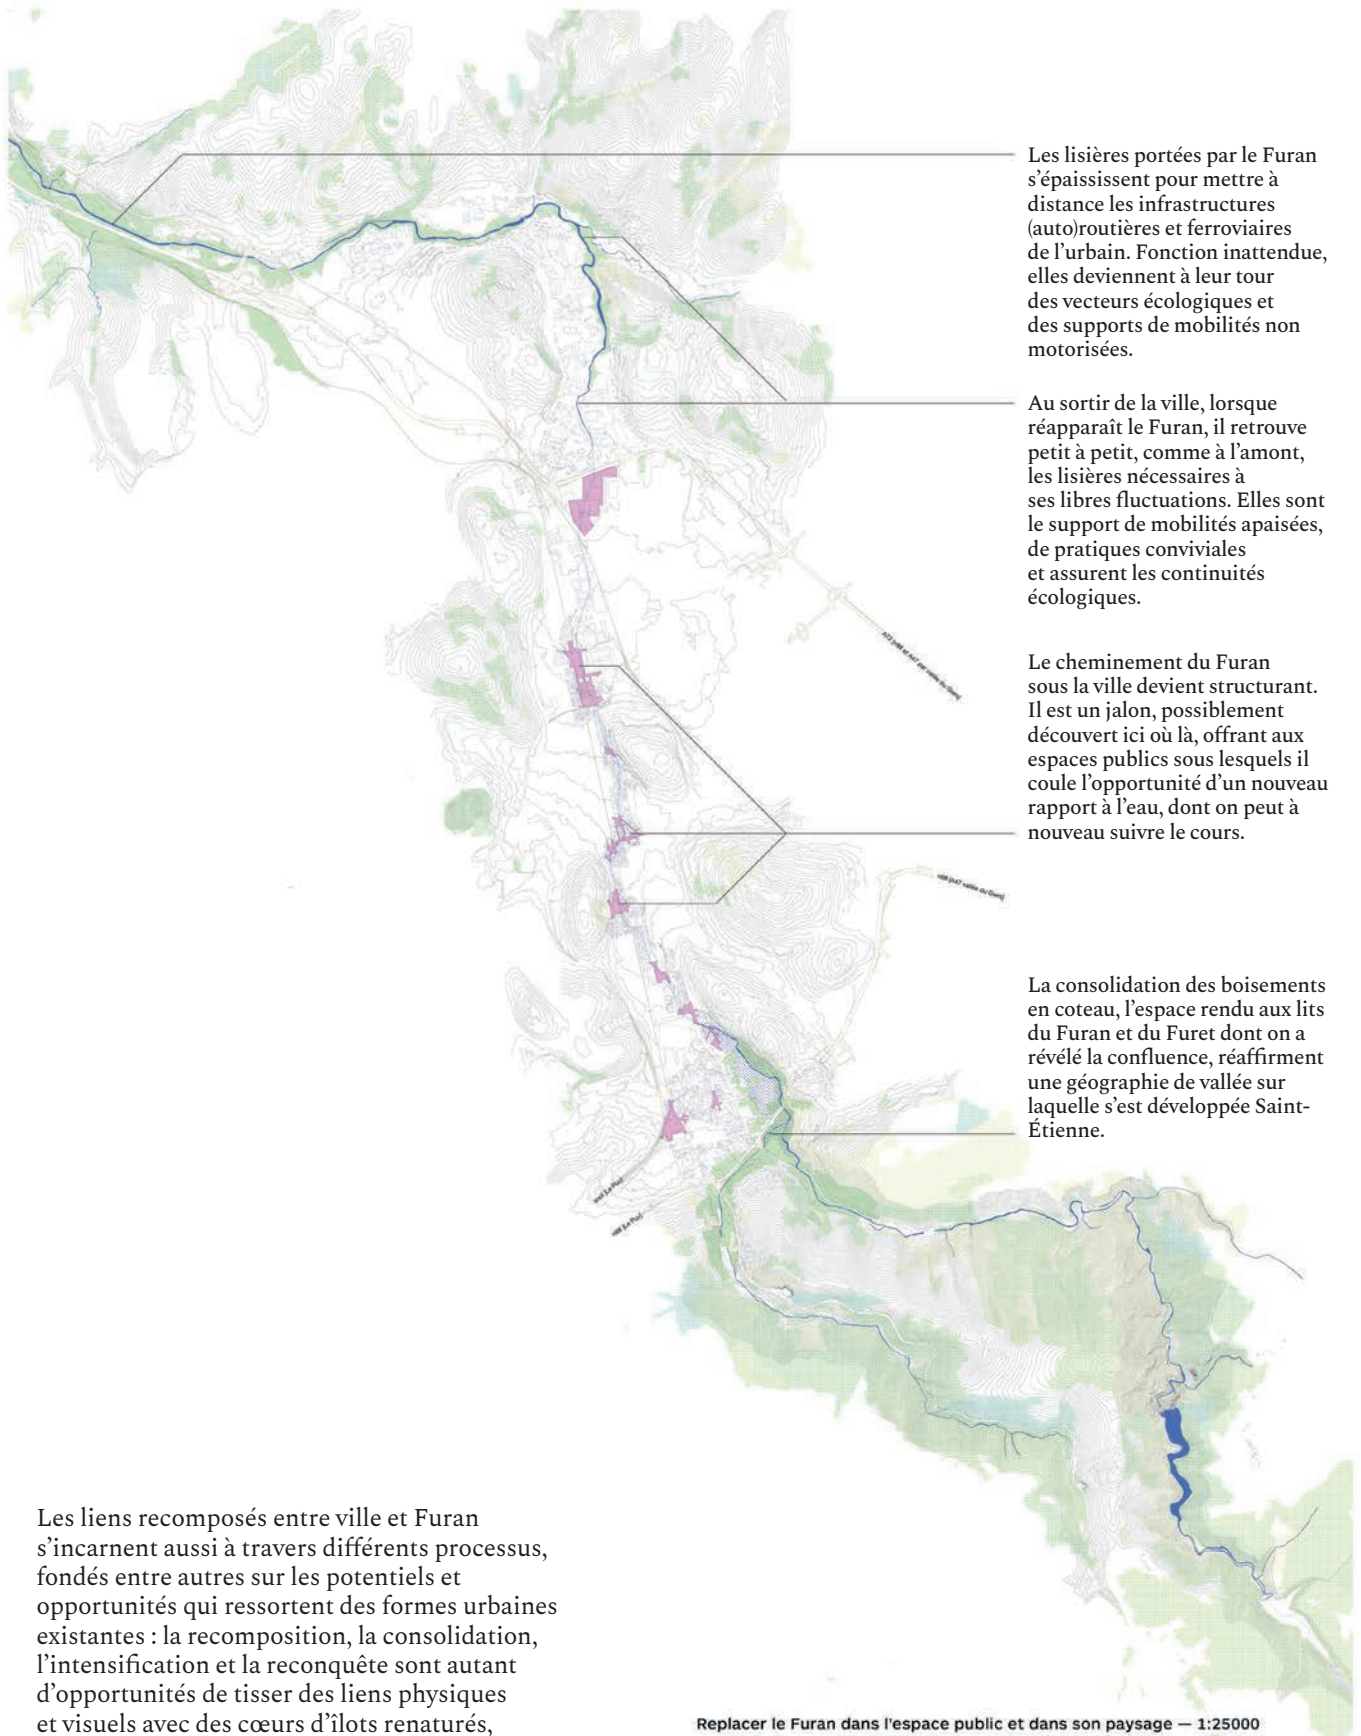 Les lisières portées par le Furan
s'épaississent pour mettre à
distance les infrastructures
(auto)routières et ferroviaires
de l'urbain. Fonction inattendue,
elles deviennent à leur tour
des vecteurs écologiques et
des supports de mobilités non
motorisées.
Au sortir de la ville, lorsque
réapparaît le Furan, il retrouve
petit à petit, comme à l'amont,
les lisières nécessaires à
ses libres fluctuations. Elles sont
le support de mobilités apaisées,
de pratiques conviviales
et assurent les continuités
écologiques.
Le cheminement du Furan
sous la ville devient structurant.
Il est un jalon, possiblement
découvert ici où là, offrant aux
espaces publics sous lesquels il
coule l'opportunité d'un nouveau
rapport à l'eau, dont on peut à
nouveau suivre le cours.
La consolidation des boisements
en coteau, l'espace rendu aux lits
du Furan et du Furet dont on a
révélé la confluence, réaffirment
une géographie de vallée sur
laquelle s'est développée Saint-
Étienne.
Les liens recomposés entre ville et Furan
s'incarnent aussi à travers différents processus,
fondés entre autres sur les potentiels et
opportunités qui ressortent des formes urbaines
existantes : la recomposition, la consolidation,
l'intensification et la reconquête sont autant
d'opportunités de tisser des liens physiques
et visuels avec des cœurs d'îlots renaturés,
Replacer le Furan dans l'espace public et dans son paysage — 1:25000